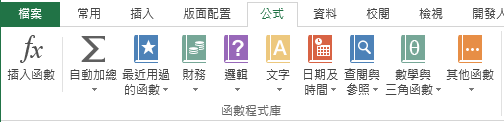 檔案 常用 插入 版面配置 公式 資料 校閱 檢視 開發人
fx Σ ? A θ
插入函數 自動加總 最近用過的函數 財務 邏輯 文字 日期及時間 查閱與參照 數學與三角函數 其他函數
函數程式庫